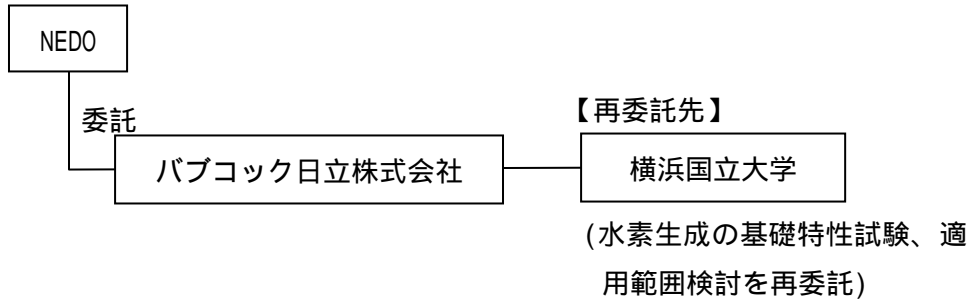 NEDO
委託
【再委託先】
バブコック日立株式会社
横浜国立大学
(水素生成の基礎特性試験、適
用範囲検討を再委託)